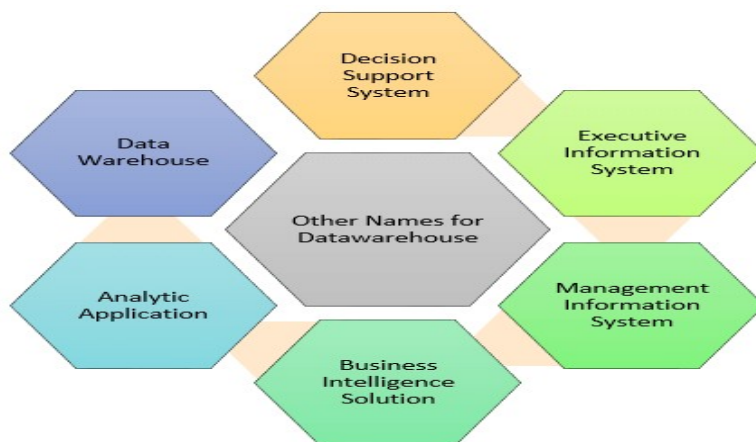 Decision
Support
System
Executive
Information
System
Management
Information
System
Business
Intelligence
Solution
Analytic
Application
Data
Warehouse
Other Names for
Datawarehouse